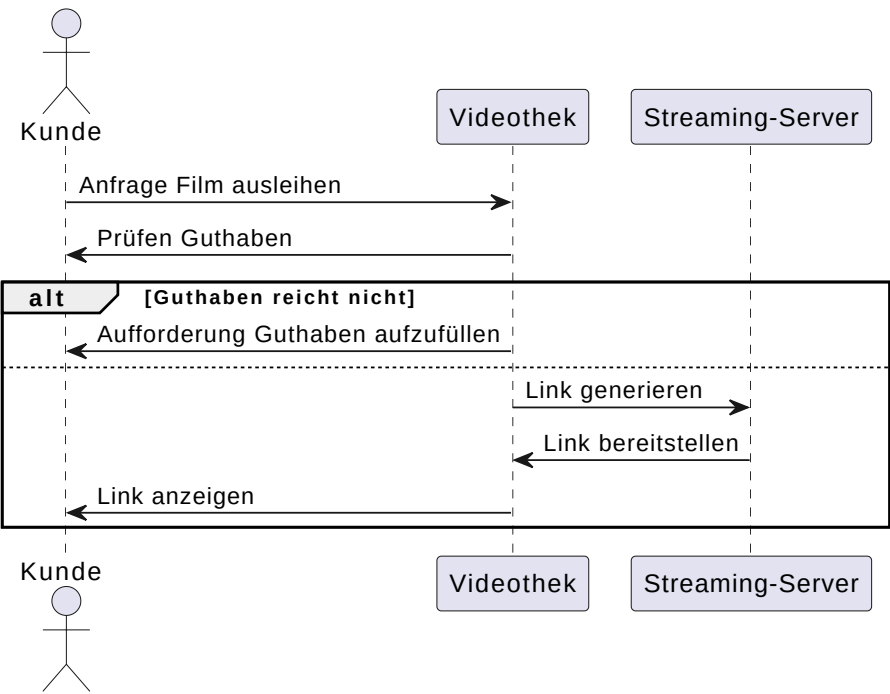 Kunde
Videothek
Streaming-Server
Anfrage Film ausleihen
Prüfen Guthaben
alt
[Guthaben reicht nicht]
Aufforderung Guthaben aufzufüllen
Link generieren
Link bereitstellen
Link anzeigen
Kunde
Videothek
Streaming-Server